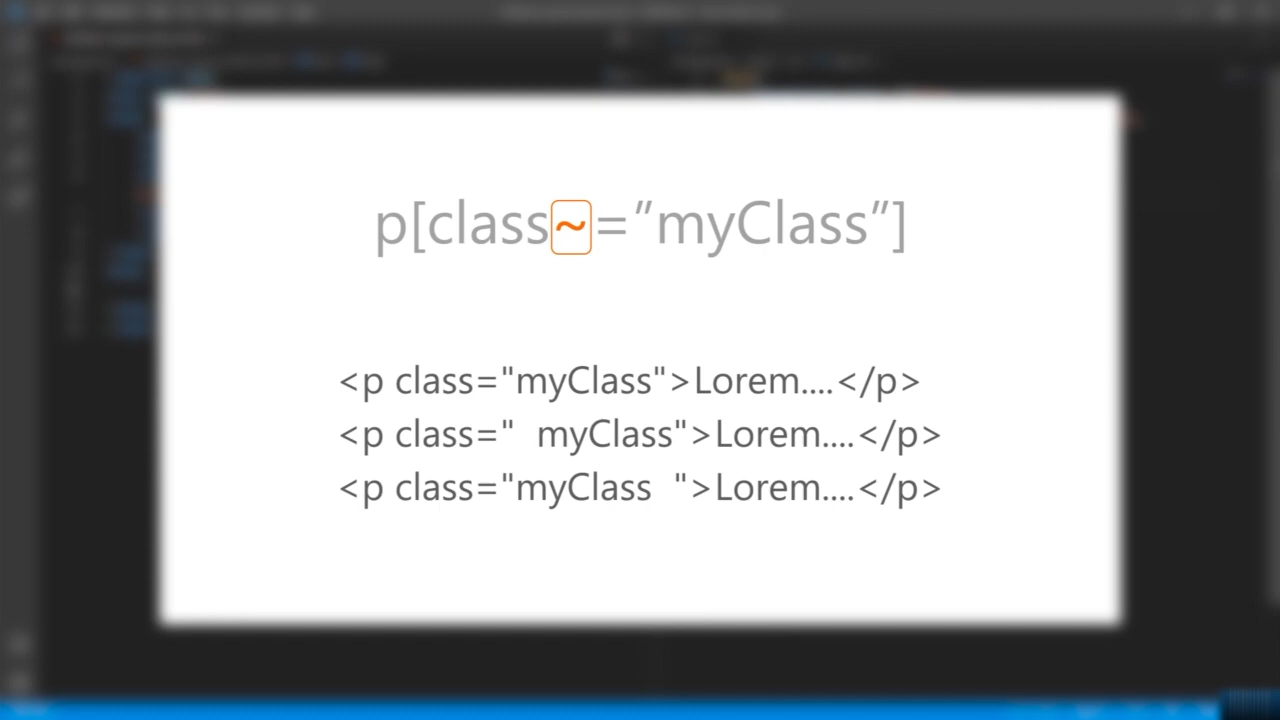 p[class~=”myClass”]
<p class="myClass">Lorem....</p>
<p class="  myClass">Lorem....</p>
<p class="myClass  ">Lorem....</p>